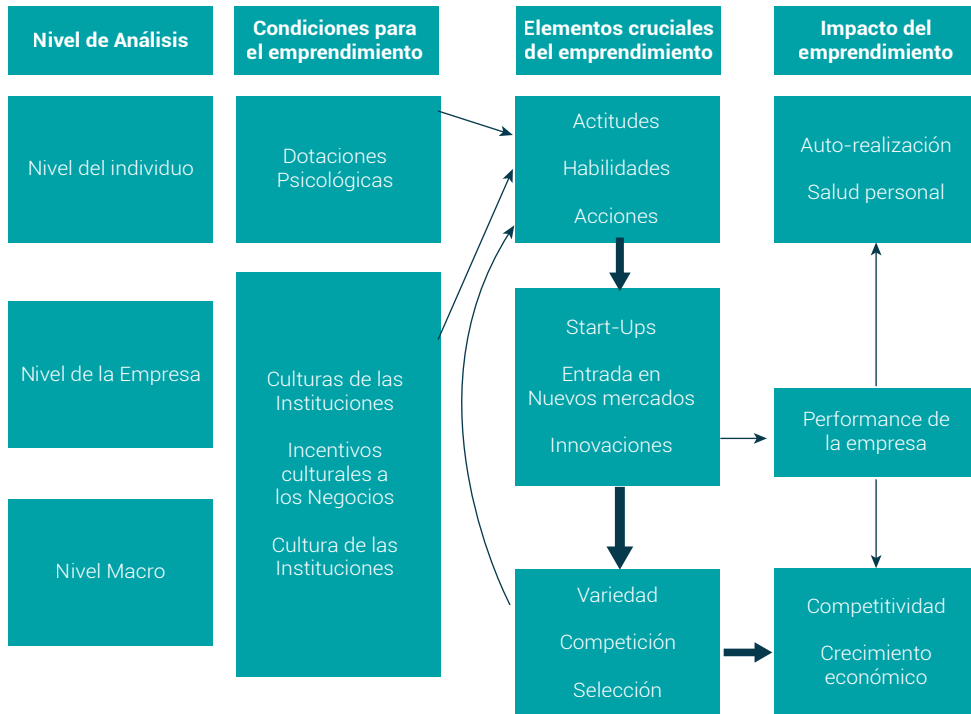 Nivel de Análisis
Condiciones para
el emprendimiento
Elementos cruciales
del emprendimiento
Impacto del
emprendimiento
Nivel del individuo
Dotaciones
Psicológicas
Actitudes
Habilidades
Acciones
Auto-realización
Salud personal
Nivel de la Empresa
Nivel Macro
Culturas de las
Instituciones
Incentivos
culturales a
los Negocios
Cultura de las
Instituciones
Start-Ups
Entrada en
Nuevos mercados
Innovaciones
Performance de
la empresa
Variedad
Competición
Selección
Competitividad
Crecimiento
económico